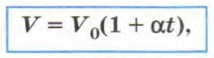 V = V₀(1 + αt),